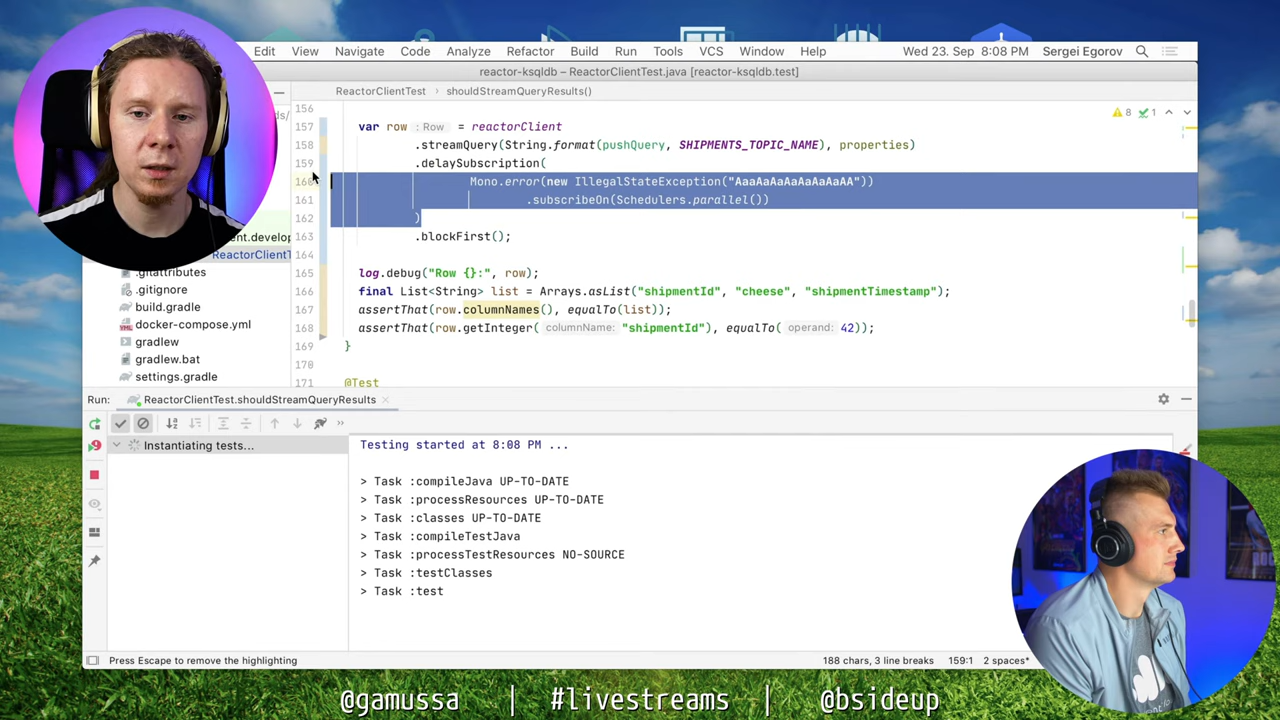 Edit View Navigate Code Analyze Refactor Build Run Tools VCS Window Help Wed 23. Sep 8:08 PM Sergei Egorov
reactor-ksqldb – ReactorClientTest.java [reactor-ksqldb.test]
ReactorClientTest › shouldStreamQueryResults()
156
157 var row : Row = reactorClient
158 .streamQuery(String.format(pushQuery, SHIPMENTS_TOPIC_NAME), properties)
159 .delaySubscription(
160 Mono.error(new IllegalStateException("AaaAaAaAaAaAaAaAA"))
161 .subscribeOn(Schedulers.parallel())
162 )
163 .blockFirst();
164
165 log.debug("Row {}:", row);
166 final List<String> list = Arrays.asList("shipmentId", "cheese", "shipmentTimestamp");
167 assertThat(row.columnNames(), equalTo(list));
168 assertThat(row.getInteger( columnName: "shipmentId"), equalTo( operand: 42));
169 }
170
171 @Test
8 1
ReactorClientT
.gitattributes
.gitignore
build.gradle
docker-compose.yml
gradlew
gradlew.bat
settings.gradle
Run: ReactorClientTest.shouldStreamQueryResults
Instantiating tests...
Testing started at 8:08 PM ...
> Task :compileJava UP-TO-DATE
> Task :processResources UP-TO-DATE
> Task :classes UP-TO-DATE
> Task :compileTestJava
> Task :processTestResources NO-SOURCE
> Task :testClasses
> Task :test
Press Escape to remove the highlighting 188 chars, 3 line breaks 159:1 2 spaces*
@gamussa | #livestreams | @bsideup